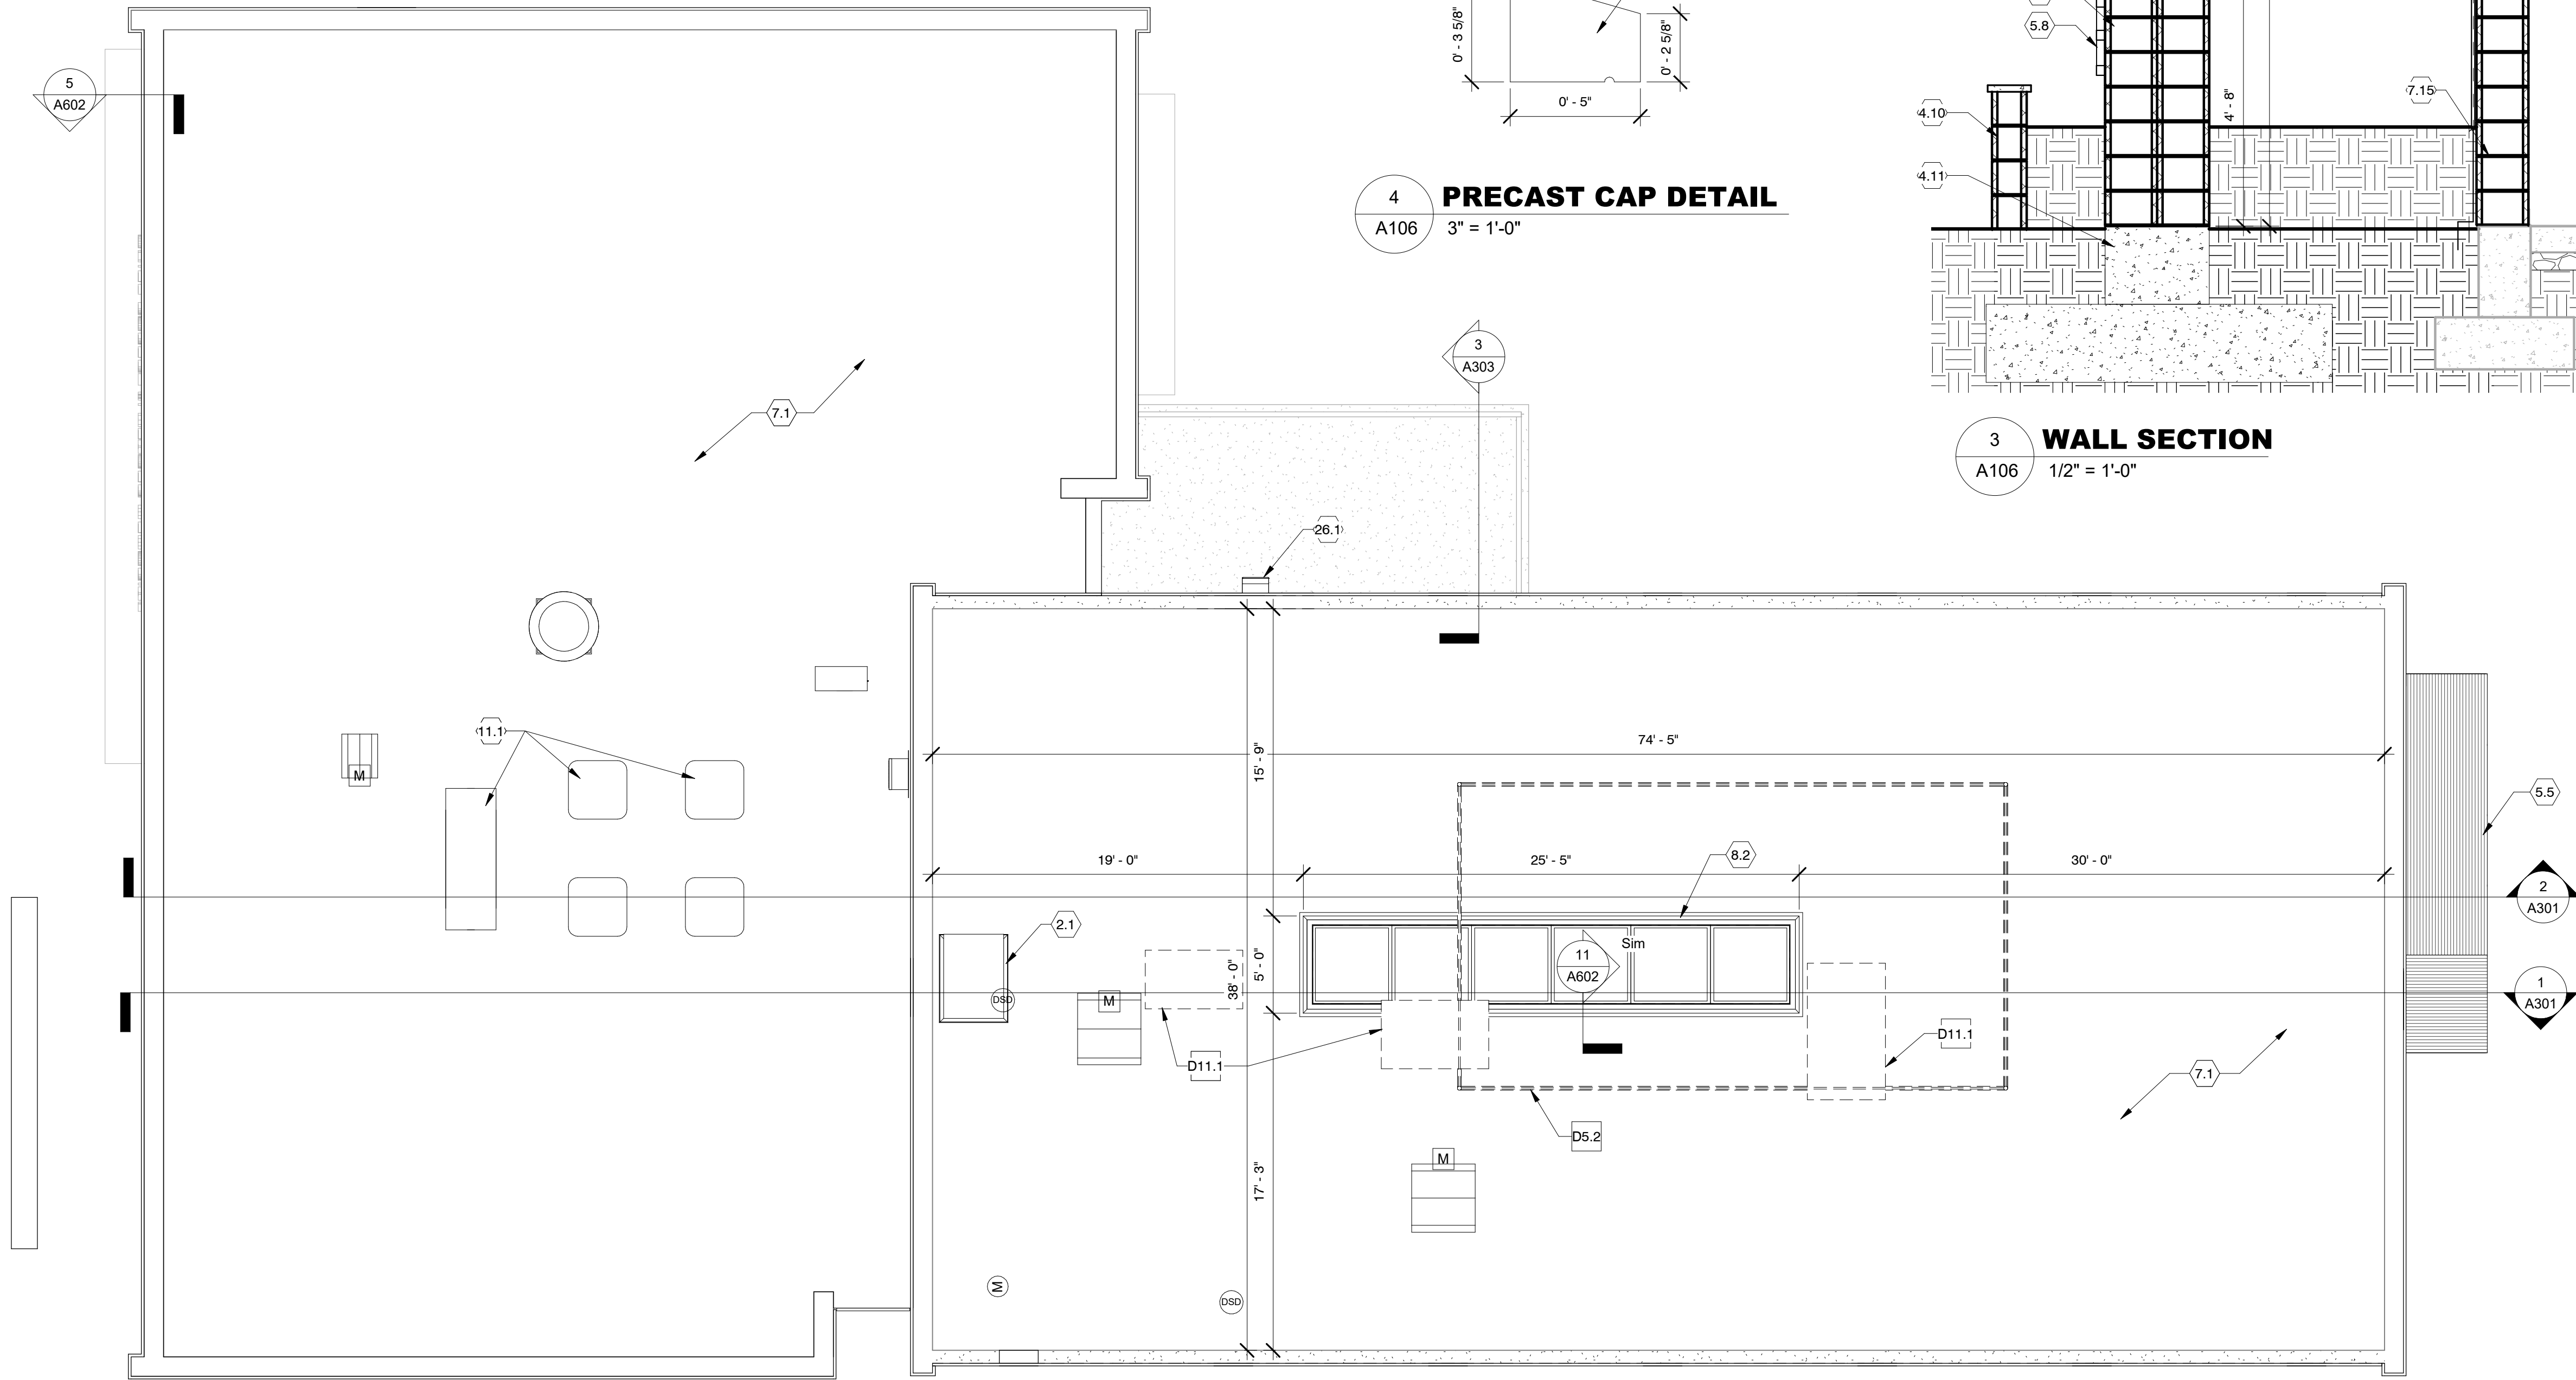 0' - 3 5/8"
0' - 2 5/8"
0' - 5"
4
A106
PRECAST CAP DETAIL
3" = 1'-0"
5.8
4.10
4.11
4' - 8"
7.15
3
A106
WALL SECTION
1/2" = 1'-0"
5
A602
3
A303
7.1
26.1
11.1
M
74' - 5"
15' - 9"
5.5
19' - 0"
25' - 5"
30' - 0"
8.2
2
A301
2.1
Sim
11
A602
38' - 0"
5' - 0"
DSD
M
1
A301
D11.1
D11.1
7.1
D5.2
M
17' - 3"
M
DSD